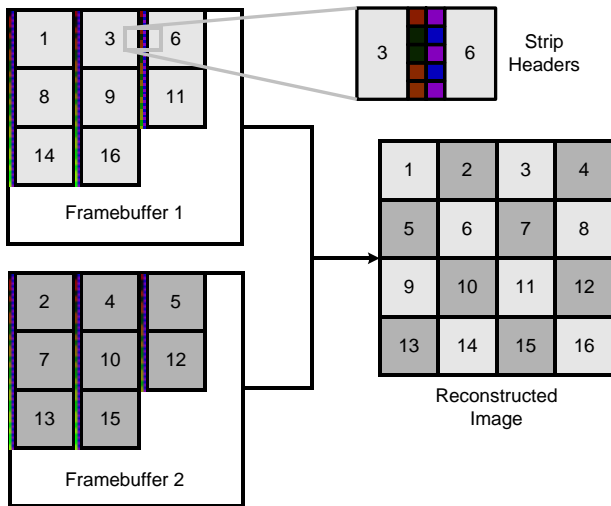 1 3 6
8 9 11
14 16
Framebuffer 1
3 6
Strip
Headers
2 4 5
7 10 12
13 15
Framebuffer 2
1 2 3 4
5 6 7 8
9 10 11 12
13 14 15 16
Reconstructed
Image